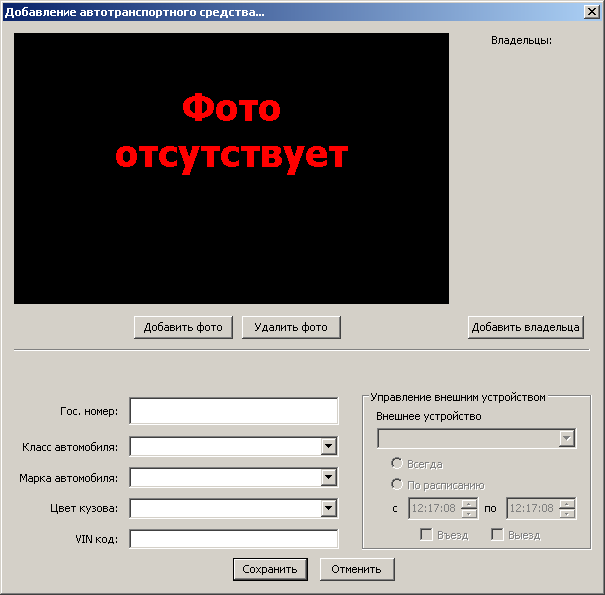 Добавление автотранспортного средства...
Владельцы:
Фото
отсутствует
Добавить фото
Удалить фото
Добавить владельца
Гос. номер:
Класс автомобиля:
Марка автомобиля:
Цвет кузова:
VIN код:
Управление внешним устройством
Внешнее устройство
Всегда
По расписанию
с 12:17:08 по 12:17:08
Въезд Выезд
Сохранить Отменить